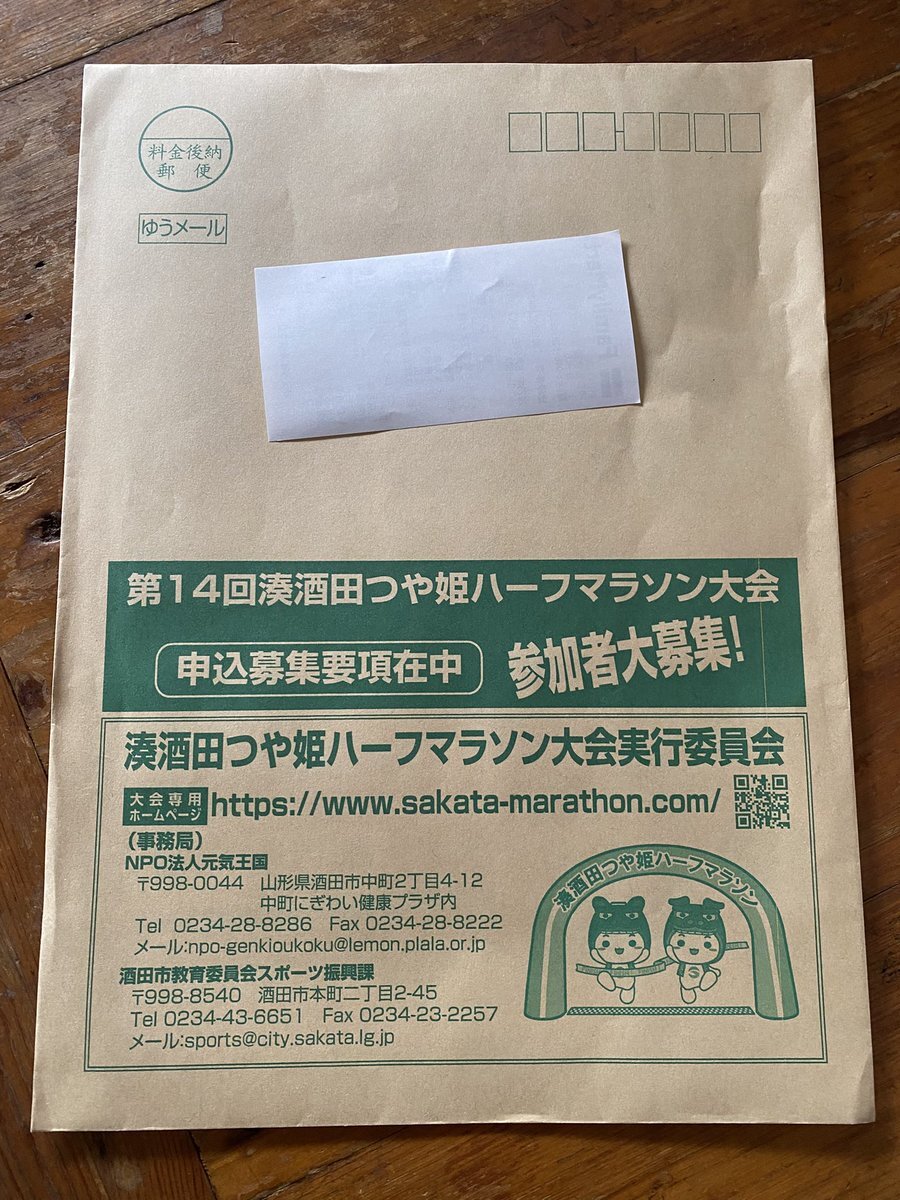 料金後納
郵 便
ゆうメール
第14回湊酒田つや姫ハーフマラソン大会
申込募集要項在中
参加者大募集!
湊酒田つや姫ハーフマラソン大会実行委員会
大会専用
ホームページ
https://www.sakata-marathon.com/
(事務局)
NPO法人元気王国
〒998-0044 山形県酒田市中町2丁目4-12
中町にぎわい健康プラザ内
Tel 0234-28-8286 Fax 0234-28-8222
メール:npo-genkioukoku@lemon.plala.or.jp
酒田市教育委員会スポーツ振興課
〒998-8540 酒田市本町二丁目2-45
Tel 0234-43-6651 Fax 0234-23-2257
メール:sports@city.sakata.lg.jp
湊酒田つや姫ハーフマラソン